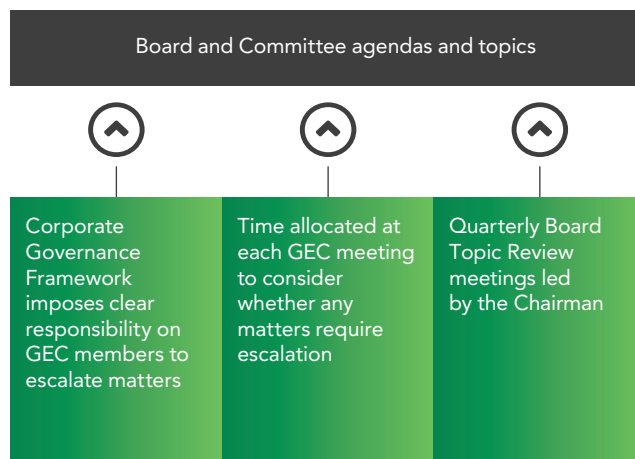 Board and Committee agendas and topics
Corporate
Governance
Framework
imposes clear
responsibility on
GEC members to
escalate matters
Time allocated at
each GEC meeting
to consider
whether any
matters require
escalation
Quarterly Board
Topic Review
meetings led
by the Chairman